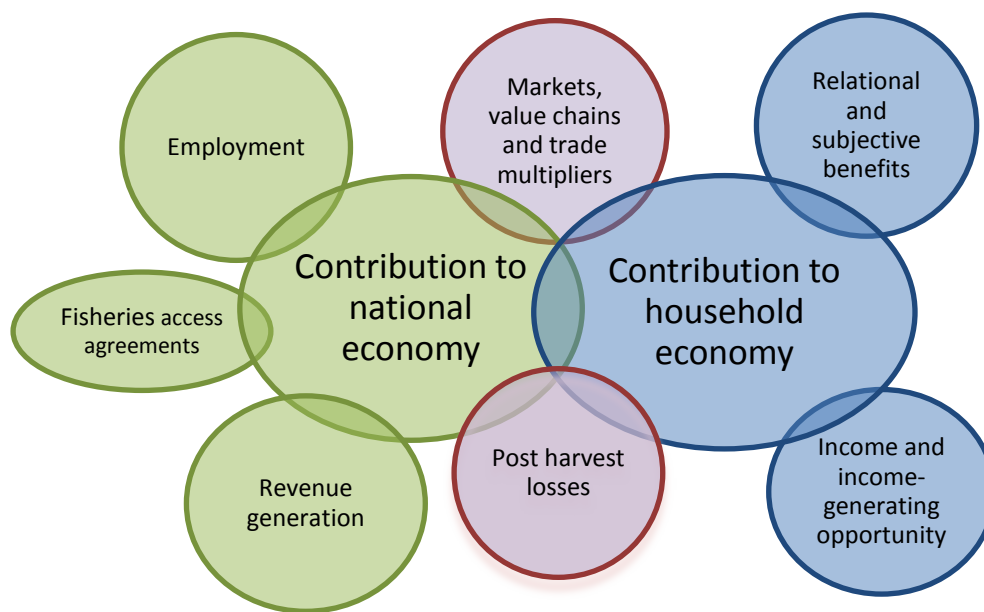 Employment
Markets,
value chains
and trade
multipliers
Relational
and
subjective
benefits
Contribution to
national
economy
Contribution to
household
economy
Fisheries access
agreements
Revenue
generation
Post harvest
losses
Income and
income-
generating
opportunity